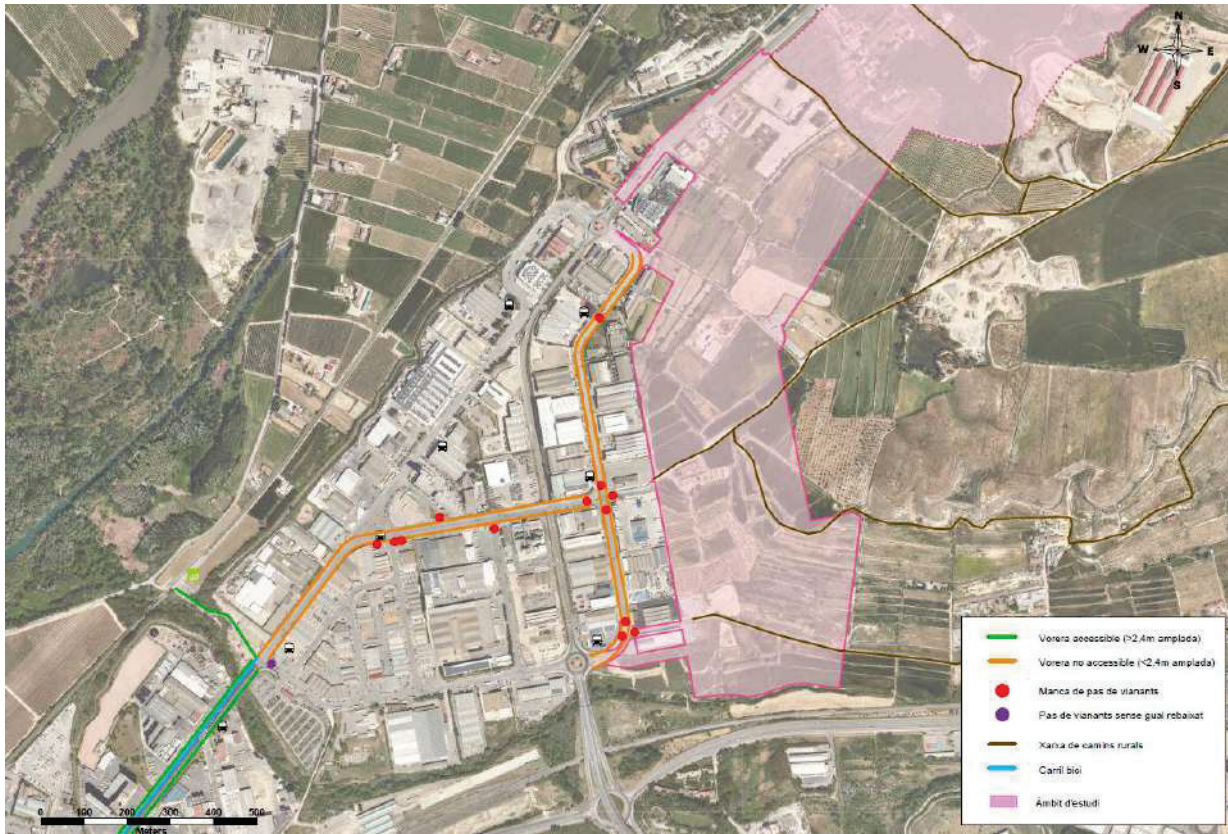 N
W E
S
Vorera accessible (>2,4m amplada)
Vorera no accessible (<2,4m amplada)
Manca de pas de vianants
Pas de vianants sense gual rebaixat
Xarxa de camins rurals
Carril bici
Àmbit d'estudi
0 100 200 300 400 500
Meters